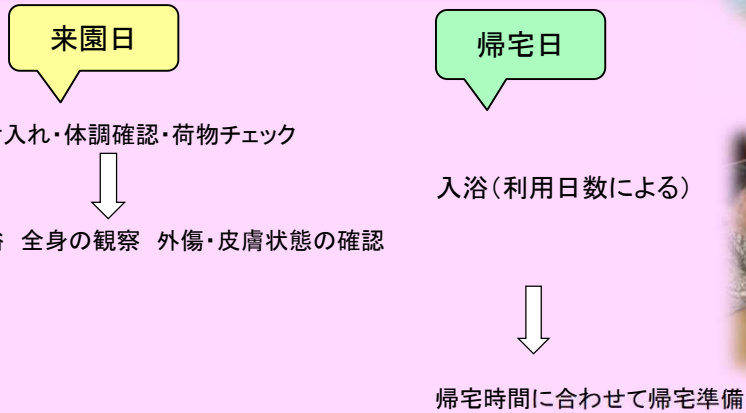 来園日
入れ・体調確認・荷物チェック
全身の観察 外傷・皮膚状態の確認
帰宅日
入浴（利用日数による）
帰宅時間に合わせて帰宅準備